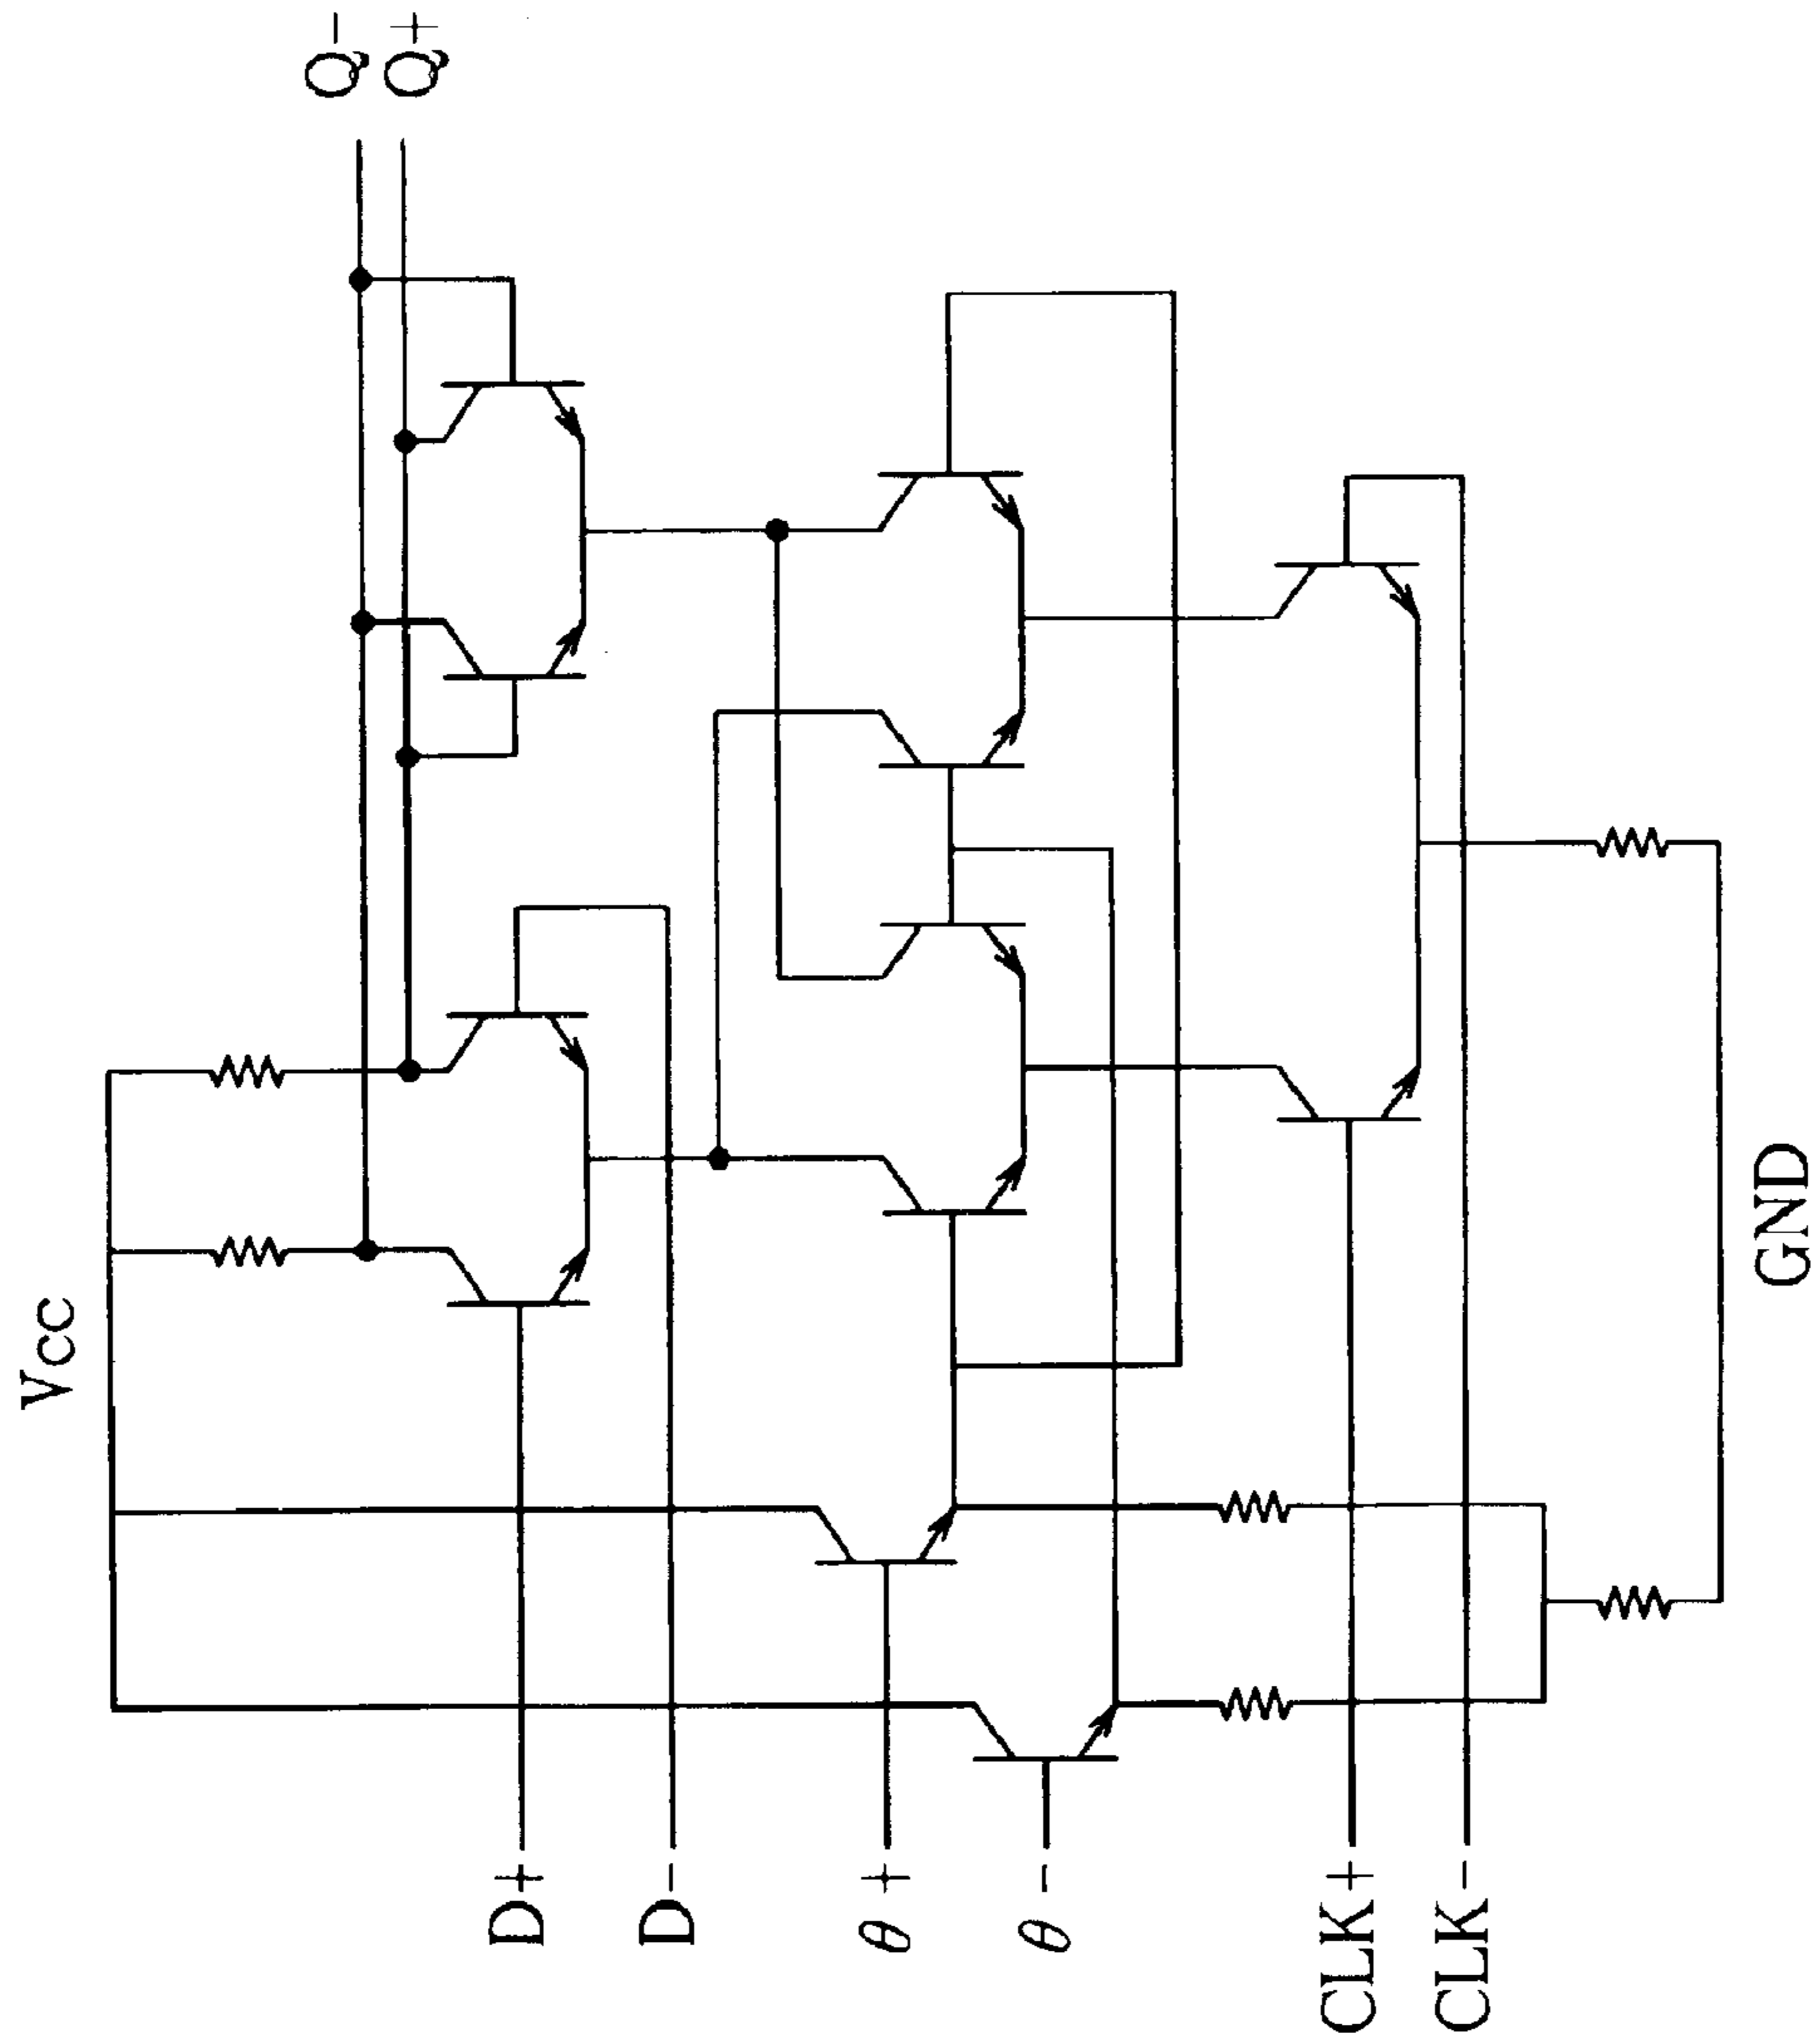 Vcc
Q-
Q+
D+
D-
θ+
θ-
CLK+
CLK-
GND